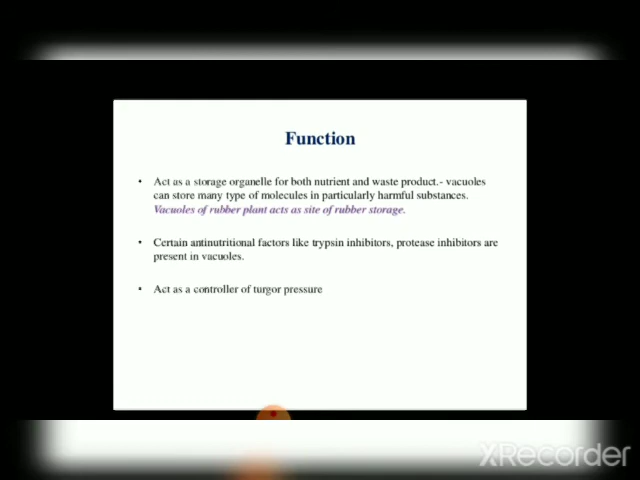 Function
• Act as a storage organelle for both nutrient and waste product.- vacuoles
can store many type of molecules in particularly harmful substances.
Vacuoles of rubber plant acts as site of rubber storage.
• Certain antinutritional factors like trypsin inhibitors, protease inhibitors are
present in vacuoles.
• Act as a controller of turgor pressure
XRecorder